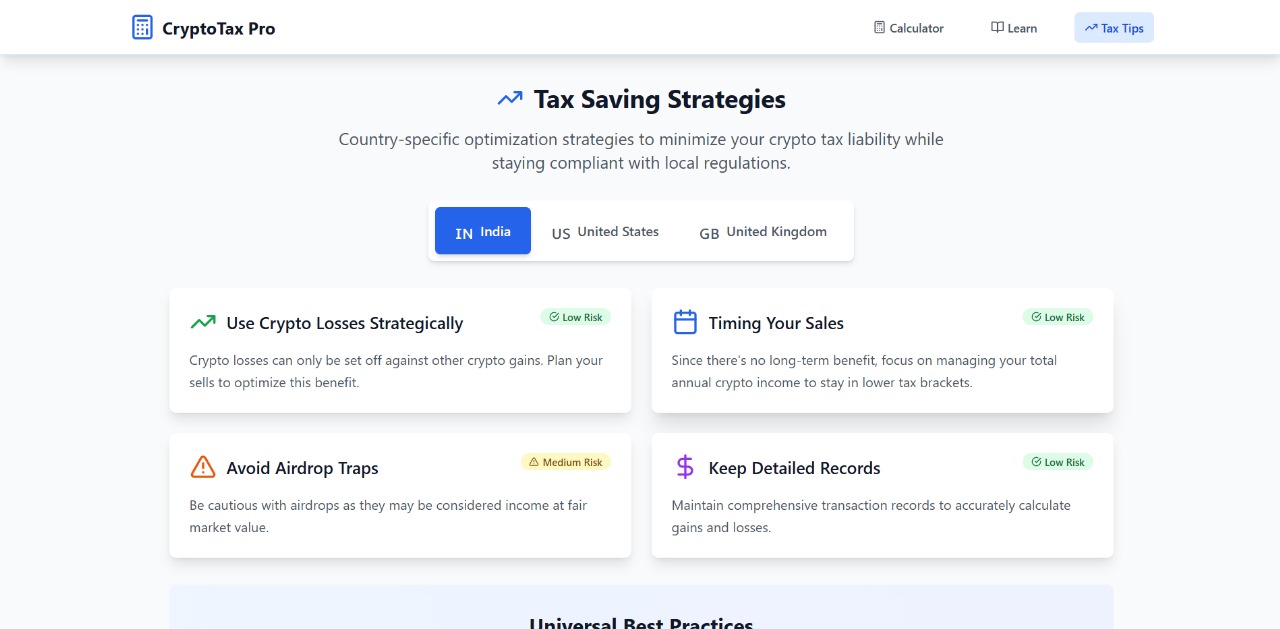 CryptoTax Pro
Calculator
Learn
Tax Tips
Tax Saving Strategies
Country-specific optimization strategies to minimize your crypto tax liability while
staying compliant with local regulations.
IN India
US United States
GB United Kingdom
Use Crypto Losses Strategically
Low Risk
Crypto losses can only be set off against other crypto gains. Plan your
sells to optimize this benefit.
Timing Your Sales
Low Risk
Since there's no long-term benefit, focus on managing your total
annual crypto income to stay in lower tax brackets.
Avoid Airdrop Traps
Medium Risk
Be cautious with airdrops as they may be considered income at fair
market value.
Keep Detailed Records
Low Risk
Maintain comprehensive transaction records to accurately calculate
gains and losses.
Universal Best Practices